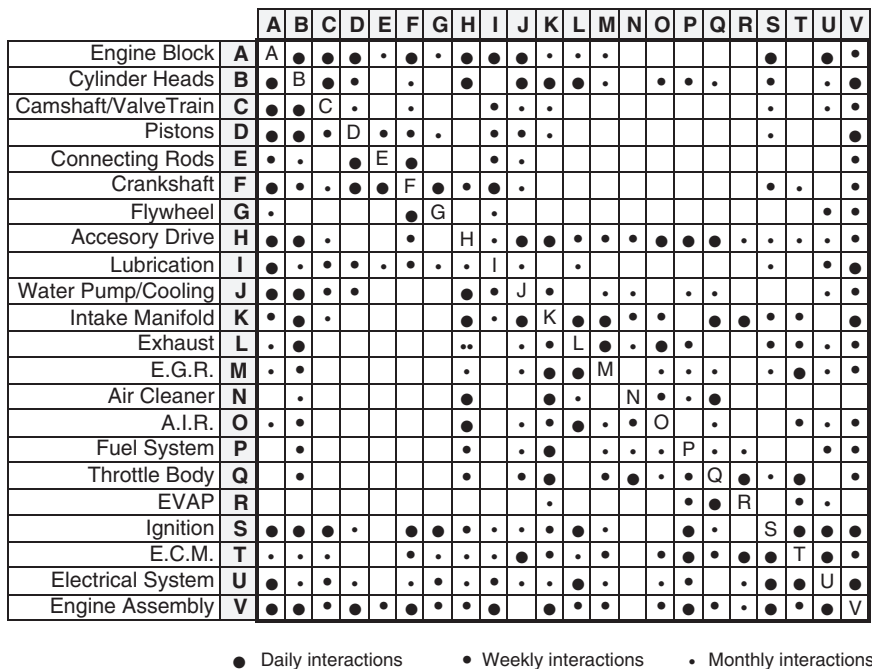 A B C D E F G H I J K L M N O P Q R S T U V
Engine Block A A
Cylinder Heads B B
Camshaft/ValveTrain C C
Pistons D D
Connecting Rods E E
Crankshaft F F
Flywheel G G
Accesory Drive H H
Lubrication I I
Water Pump/Cooling J J
Intake Manifold K K
Exhaust L L
E.G.R. M M
Air Cleaner N N
A.I.R. O O
Fuel System P P
Throttle Body Q Q
EVAP R R
Ignition S S
E.C.M. T T
Electrical System U U
Engine Assembly V V
Daily interactions Weekly interactions Monthly interactions